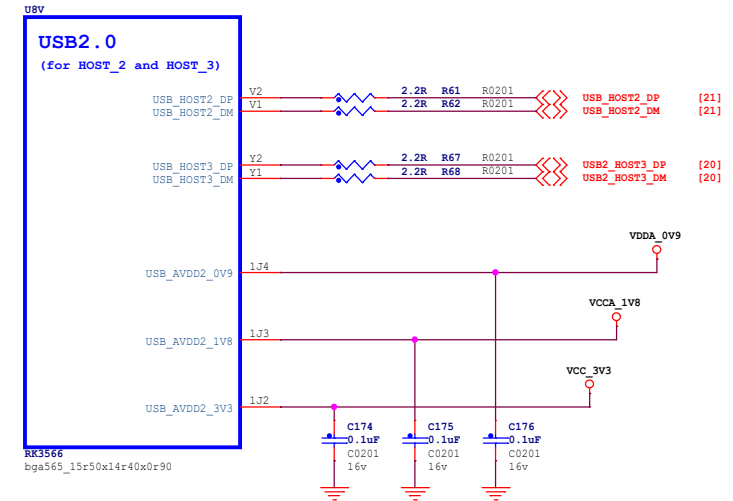 U8V
USB2.0
(for HOST_2 and HOST_3)
USB_HOST2_DP V2 2.2R R61 R0201 USB_HOST2_DP [21]
USB_HOST2_DM V1 2.2R R62 R0201 USB_HOST2_DM [21]
USB_HOST3_DP Y2 2.2R R67 R0201 USB2_HOST3_DP [20]
USB_HOST3_DM Y1 2.2R R68 R0201 USB2_HOST3_DM [20]
VDDA_0V9
USB_AVDD2_0V9 1J4
VCCA_1V8
USB_AVDD2_1V8 1J3
VCC_3V3
USB_AVDD2_3V3 1J2
C174 C175 C176
0.1uF 0.1uF 0.1uF
C0201 C0201 C0201
16v 16v 16v
RK3566
bga565_15r50x14r40x0r90